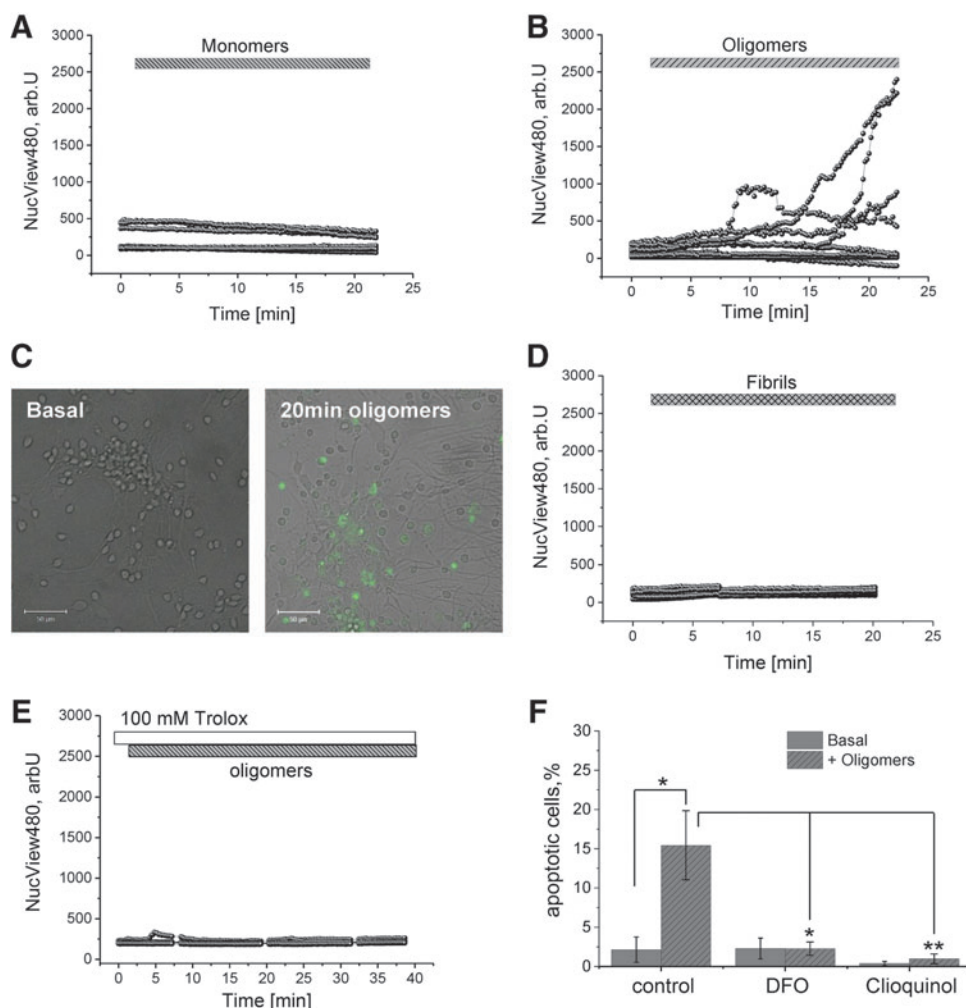 A
Monomers
NucView480, arb.U
3000
2500
2000
1500
1000
500
0
0 5 10 15 20 25
Time [min]
B
Oligomers
NucView480, arb.U
3000
2500
2000
1500
1000
500
0
0 5 10 15 20 25
Time [min]
C
Basal
20min oligomers
D
Fibrils
NucView480, arb.U
3000
2500
2000
1500
1000
500
0
0 5 10 15 20 25
Time [min]
E
100 mM Trolox
oligomers
NucView480, arbU
3000
2500
2000
1500
1000
500
0
0 5 10 15 20 25 30 35 40
Time [min]
F
Basal
+ Oligomers
apoptotic cells,%
30
25
20
15
10
5
0
*
*
**
control DFO Clioquinol